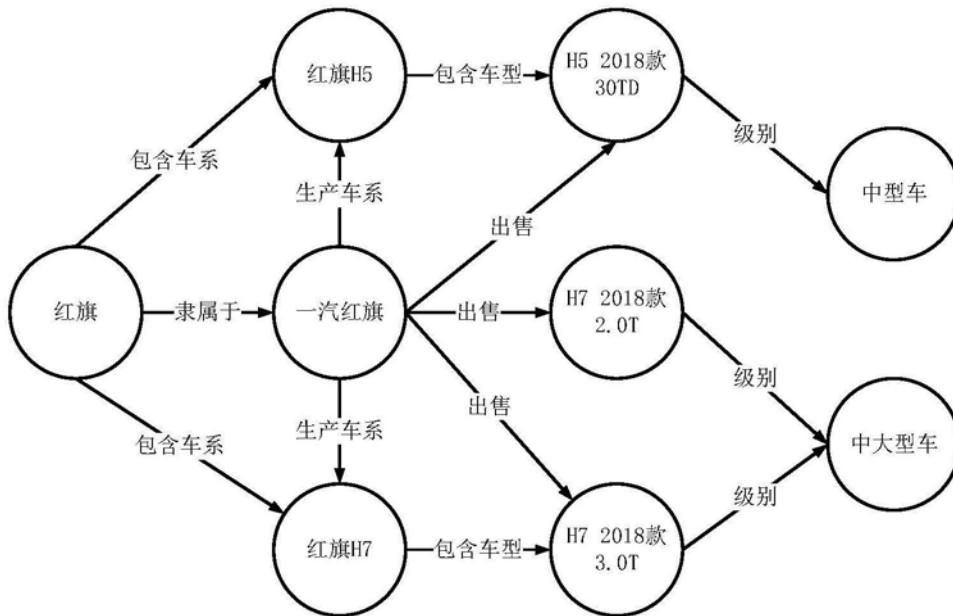 红旗H5
包含车型
H5 2018款
30TD
级别
包含车系
中型车
生产车系
出售
红旗
隶属于
一汽红旗
出售
H7 2018款
2.0T
级别
出售
包含车系
生产车系
中大型车
级别
红旗H7
包含车型
H7 2018款
3.0T